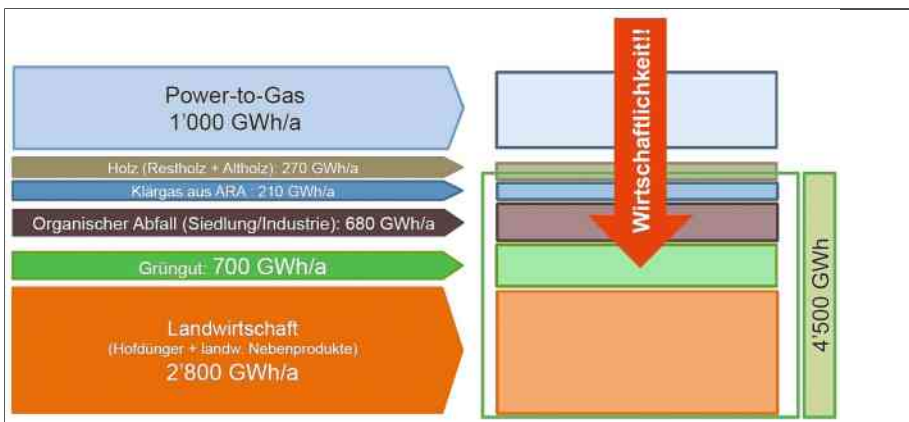 Power-to-Gas
1'000 GWh/a
Holz (Restholz + Altholz): 270 GWh/a
Klärgas aus ARA : 210 GWh/a
Organischer Abfall (Siedlung/Industrie): 680 GWh/a
Grüngut: 700 GWh/a
Landwirtschaft
(Hofdünger + landw. Nebenprodukte)
2'800 GWh/a
Wirtschaftlichkeit!!
4'500 GWh